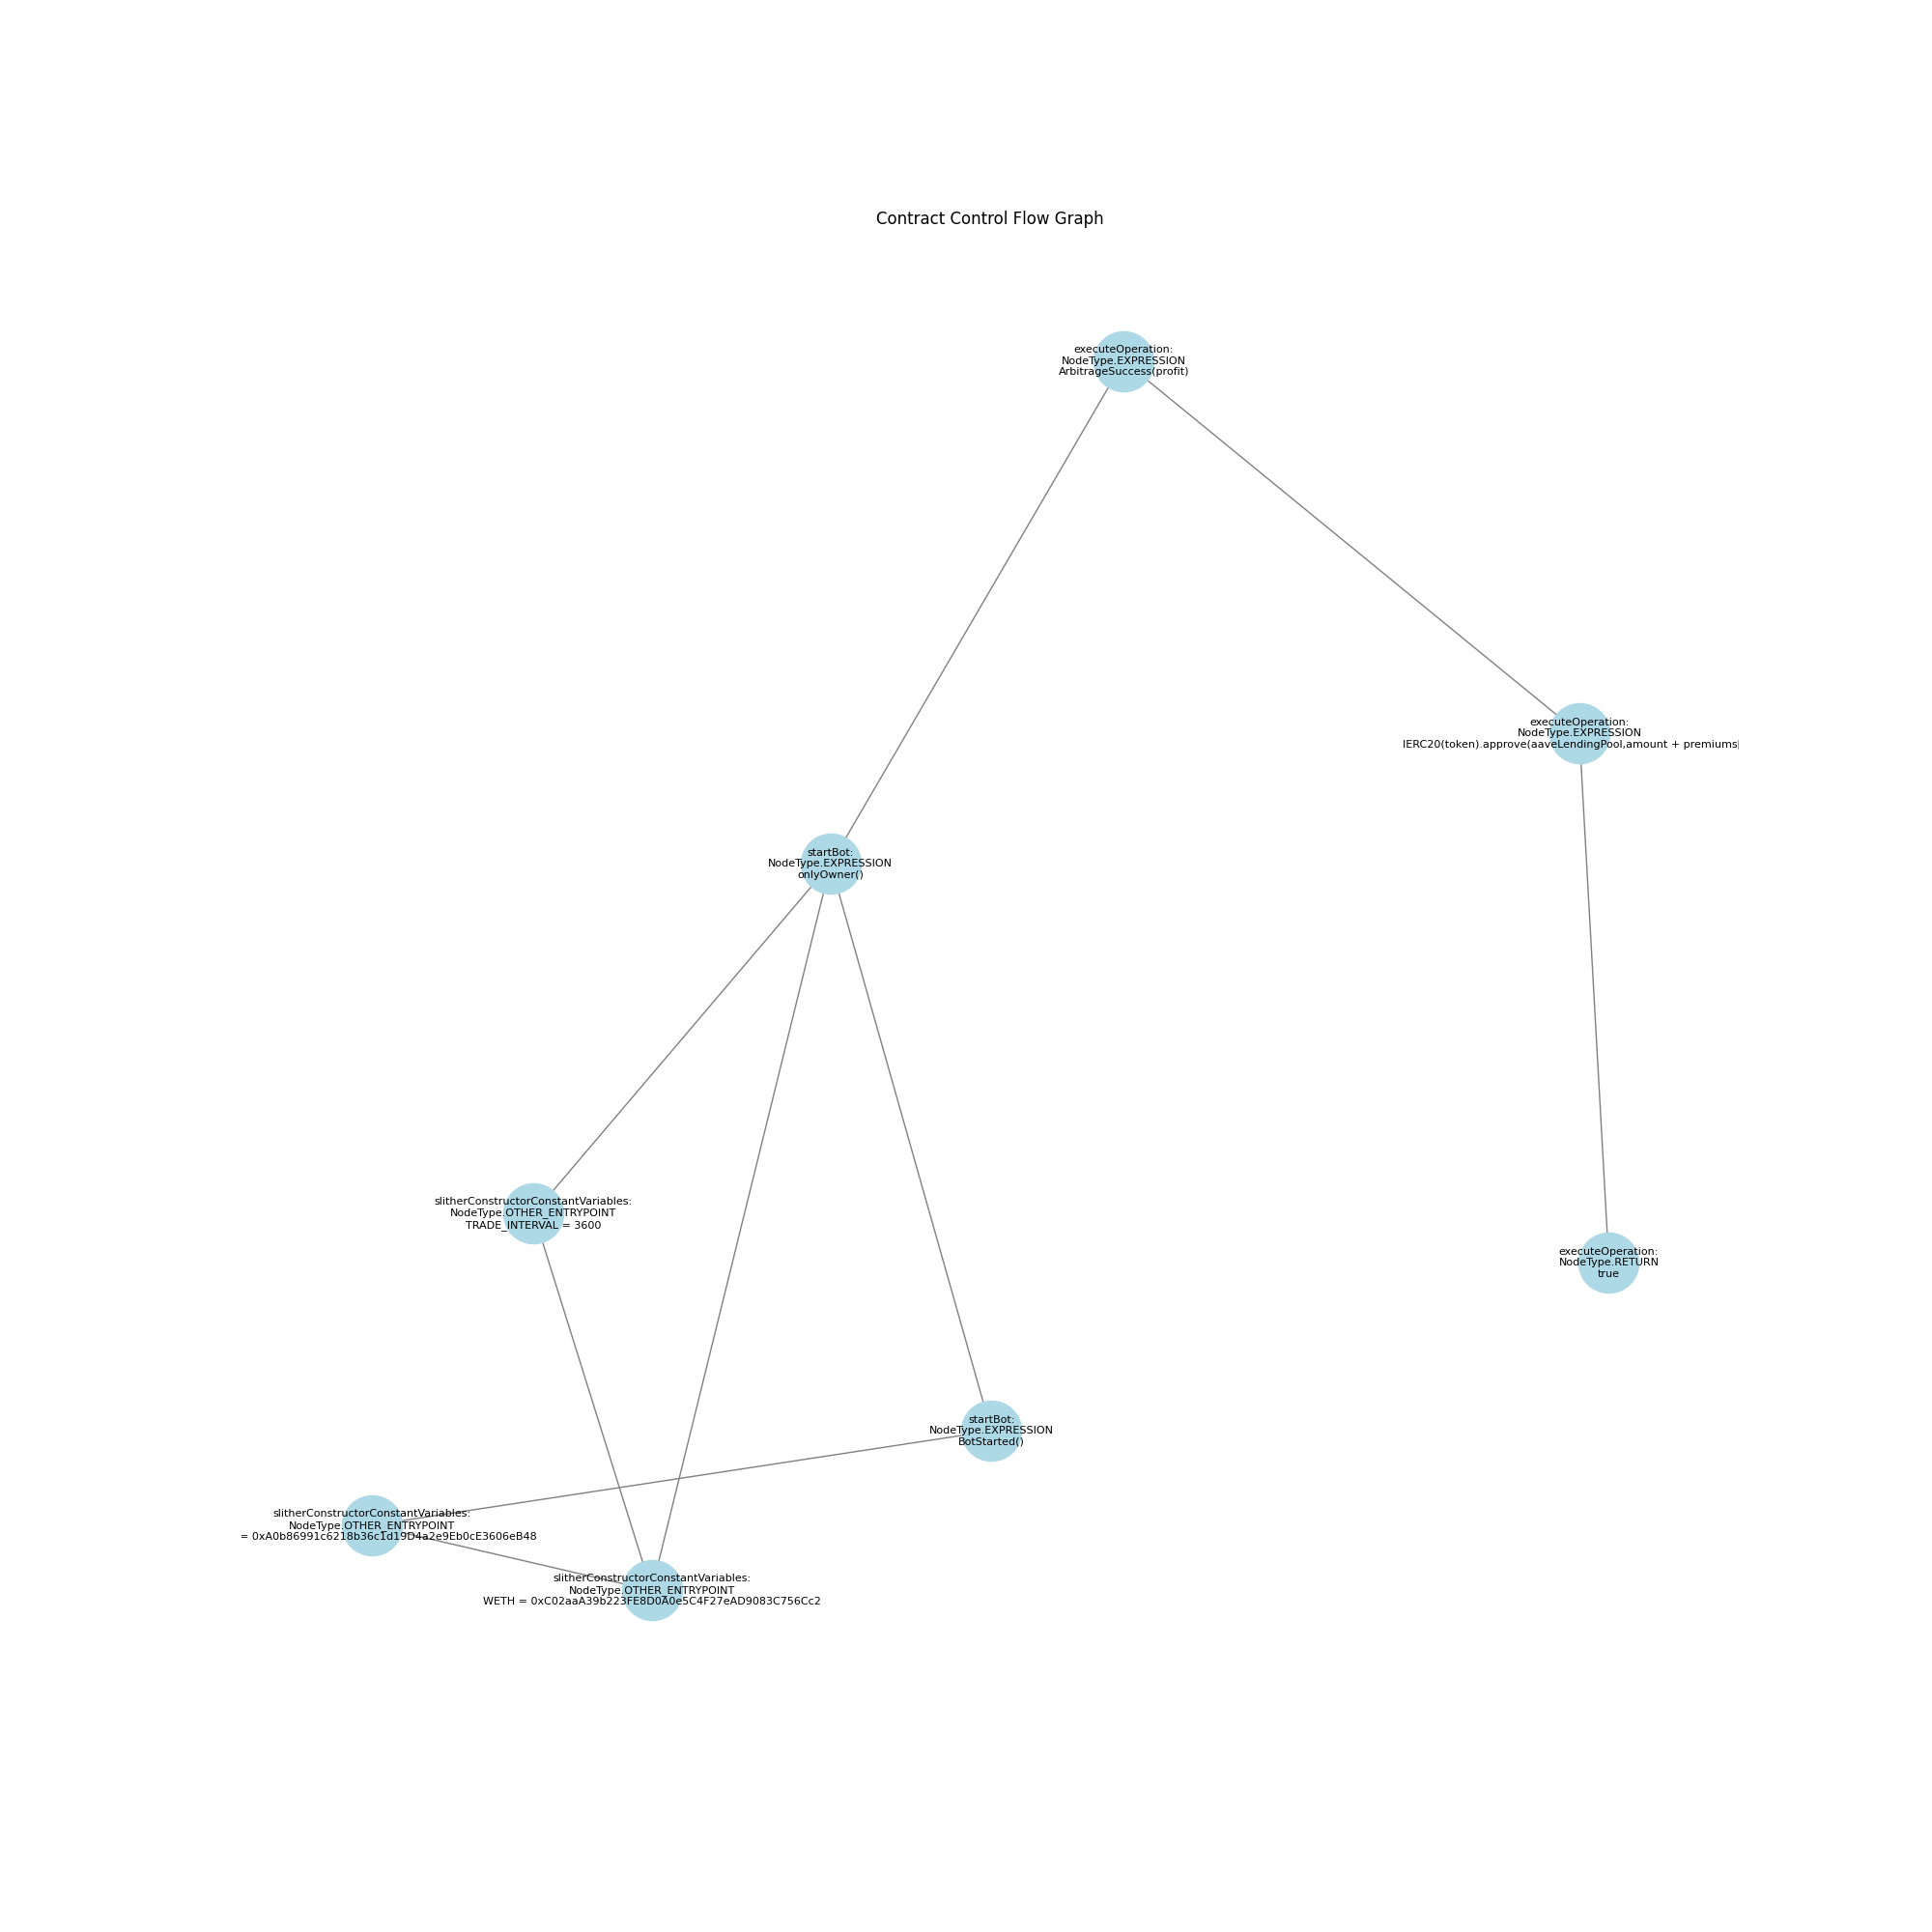 Contract Control Flow Graph
executeOperation:
NodeType.EXPRESSION
ArbitrageSuccess(profit)
executeOperation:
NodeType.EXPRESSION
IERC20(token).approve(aaveLendingPool,amount + premiums
startBot:
NodeType.EXPRESSION
onlyOwner()
slitherConstructorConstantVariables:
NodeType.OTHER_ENTRYPOINT
TRADE_INTERVAL = 3600
executeOperation:
NodeType.RETURN
true
startBot:
NodeType.EXPRESSION
BotStarted()
slitherConstructorConstantVariables:
NodeType.OTHER_ENTRYPOINT
= 0xA0b86991c6218b36c1d19D4a2e9Eb0cE3606eB48
slitherConstructorConstantVariables:
NodeType.OTHER_ENTRYPOINT
WETH = 0xC02aaA39b223FE8D0A0e5C4F27eAD9083C756Cc2